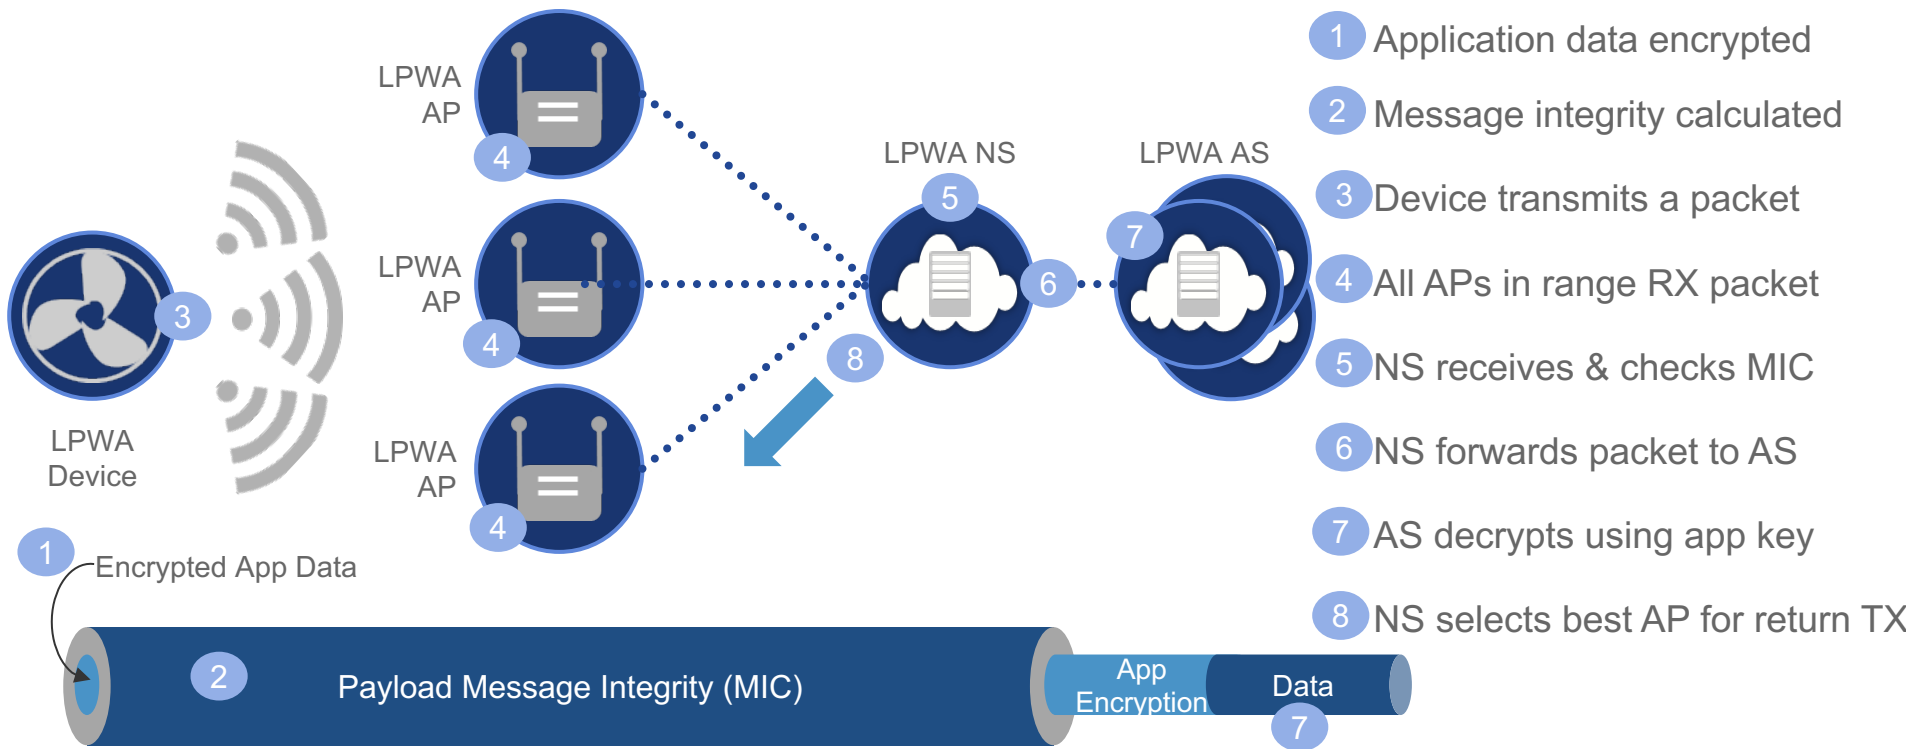 LPWA
AP
4
LPWA
AP
4
LPWA
AP
4
LPWA NS
5
LPWA AS
7
6
8
3
LPWA
Device
1 Application data encrypted
2 Message integrity calculated
3 Device transmits a packet
4 All APs in range RX packet
5 NS receives & checks MIC
6 NS forwards packet to AS
7 AS decrypts using app key
8 NS selects best AP for return TX
1
Encrypted App Data
2
Payload Message Integrity (MIC)
App
Encryption
Data
7